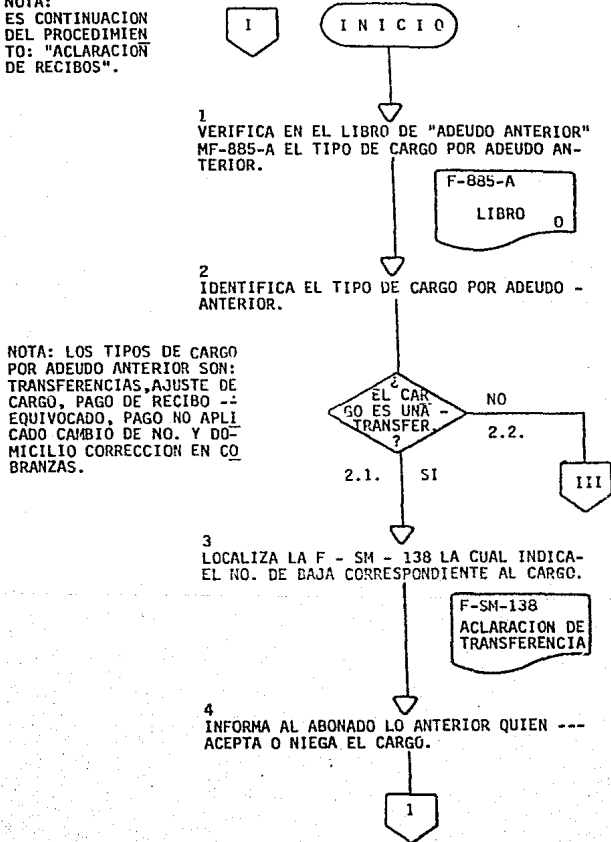 NOTA:
ES CONTINUACION
DEL PROCEDIMIEN
TO: "ACLARACION
DE RECIBOS".
I
I N I C I O
1
VERIFICA EN EL LIBRO DE "ADEUDO ANTERIOR"
MF-885-A EL TIPO DE CARGO POR ADEUDO AN-
TERIOR.
F-885-A
LIBRO
0
2
IDENTIFICA EL TIPO DE CARGO POR ADEUDO -
ANTERIOR.
NOTA: LOS TIPOS DE CARGO
POR ADEUDO ANTERIOR SON:
TRANSFERENCIAS,AJUSTE DE
CARGO, PAGO DE RECIBO --
EQUIVOCADO, PAGO NO APLI
CADO CAMBIO DE NO. Y DO-
MICILIO CORRECCION EN CO
BRANZAS.
¿
EL CAR
GO ES UNA -
TRANSFER.
?
NO
2.2.
III
2.1. SI
3
LOCALIZA LA F - SM - 138 LA CUAL INDICA-
EL NO. DE BAJA CORRESPONDIENTE AL CARGO.
F-SM-138
ACLARACION DE
TRANSFERENCIA
4
INFORMA AL ABONADO LO ANTERIOR QUIEN ---
ACEPTA O NIEGA EL CARGO.
1